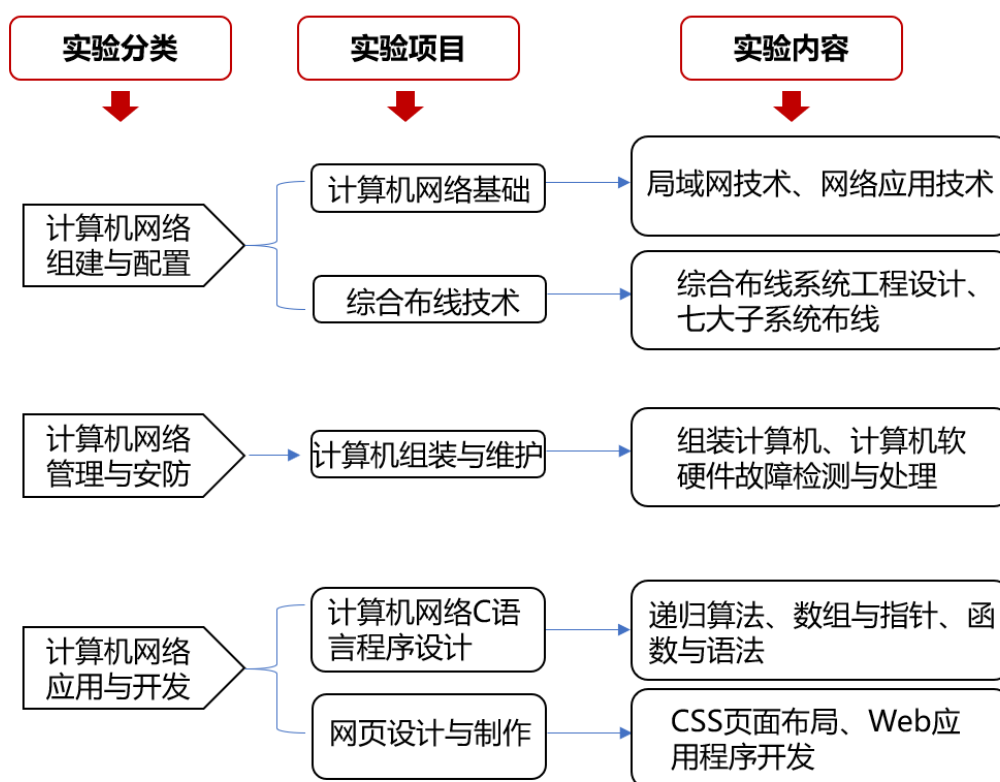 实验分类
实验项目
实验内容
计算机网络
组建与配置
计算机网络基础
局域网技术、网络应用技术
综合布线技术
综合布线系统工程设计、
七大子系统布线
计算机网络
管理与安防
计算机组装与维护
组装计算机、计算机软
硬件故障检测与处理
计算机网络
应用与开发
计算机网络C语
言程序设计
递归算法、数组与指针、函
数与语法
网页设计与制作
CSS页面布局、Web应
用程序开发